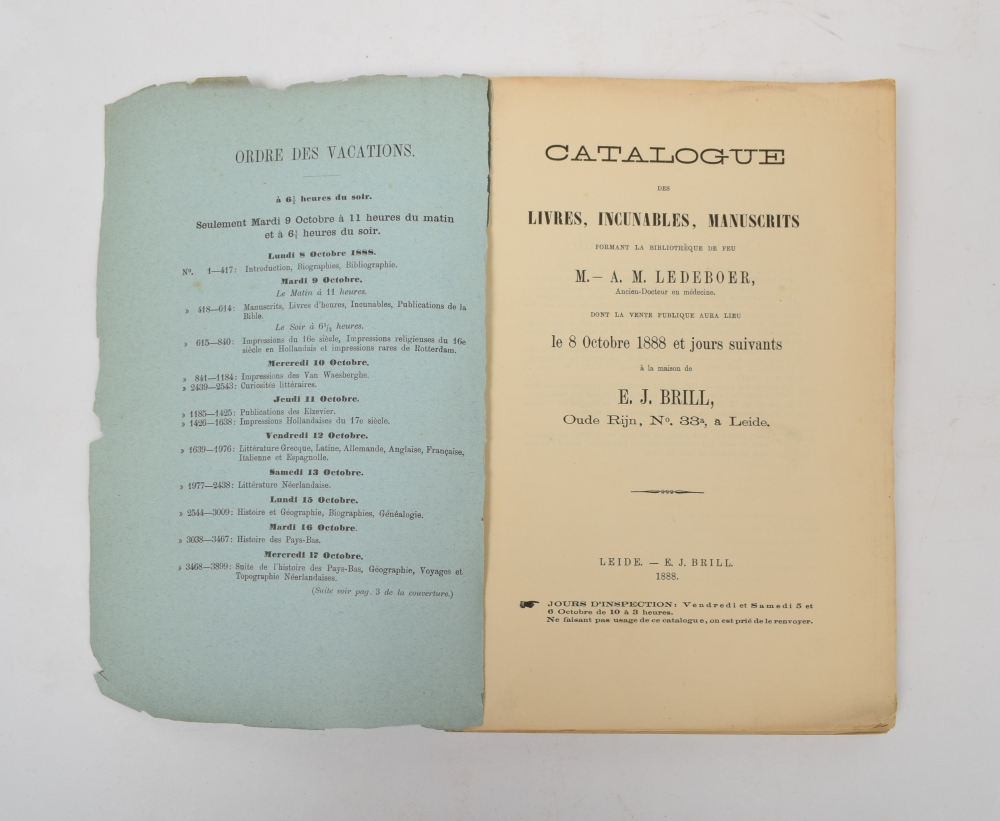 ORDRE DES VACATIONS.
à 6½ heures du soir.
Seulement Mardi 9 Octobre à 11 heures du matin
et à 6½ heures du soir.
Lundi 8 Octobre 1888.
No. 1—417: Introduction, Biographies, Bibliographie.
Mardi 9 Octobre.
Le Matin à 11 heures.
» 418—614: Manuscrits, Livres d'heures, Incunables, Publications de la
Bible.
Le Soir à 6½ heures.
» 615—840: Impressions du 16e siècle, Impressions religieuses du 16e
siècle en Hollandais et impressions rares de Rotterdam.
Mercredi 10 Octobre.
» 841—1184: Impressions des Van Waesberghe.
» 2439—2543: Curiosités littéraires.
Jeudi 11 Octobre.
» 1185—1425: Publications des Elzevier.
» 1426—1638: Impressions Hollandaises du 17e siècle.
Vendredi 12 Octobre.
» 1639—1976: Littérature Grecque, Latine, Allemande, Anglaise, Française,
Italienne et Espagnolle.
Samedi 13 Octobre.
» 1977—2438: Littérature Néerlandaise.
Lundi 15 Octobre.
» 2544—3009: Histoire et Géographie, Biographies, Généalogie.
Mardi 16 Octobre.
» 3038—3467: Histoire des Pays-Bas.
Mercredi 17 Octobre.
» 3468—3899: Suite de l'histoire des Pays-Bas, Géographie, Voyages et
Topographie Néerlandaises.
(Suite voir pag. 3 de la couverture.)
CATALOGUE
DES
LIVRES, INCUNABLES, MANUSCRITS
FORMANT LA BIBLIOTHÈQUE DE FEU
M.— A. M. LEDEBOER,
Ancien-Docteur en médecine.
DONT LA VENTE PUBLIQUE AURA LIEU
le 8 Octobre 1888 et jours suivants
à la maison de
E. J. BRILL,
Oude Rijn, No. 33a, à Leide.
LEIDE. — E. J. BRILL.
1888.
☛ JOURS D'INSPECTION: Vendredi et Samedi 5 et
6 Octobre de 10 à 3 heures.
Ne faisant pas usage de ce catalogue, on est prié de le renvoyer.